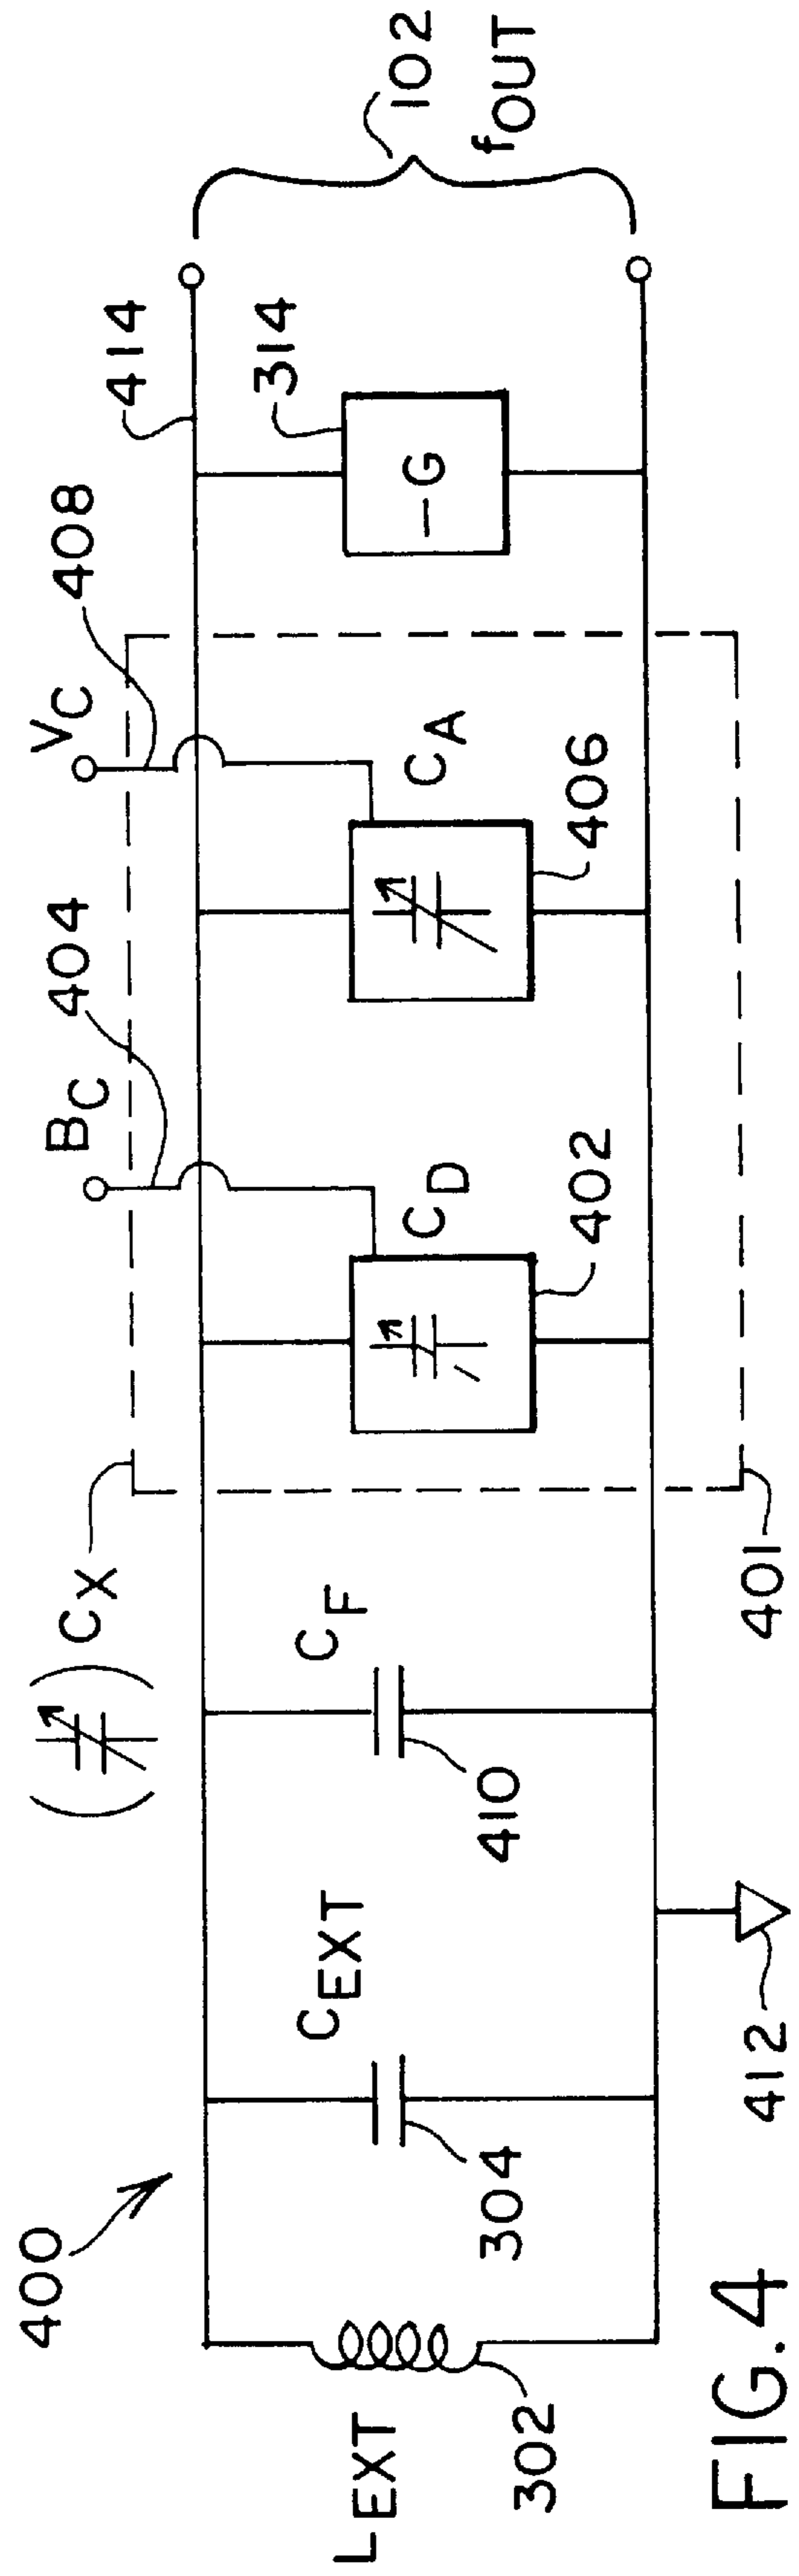 400
L_EXT
302
304
C_EXT
412
410
C_F
C_X
401
B_C
404
C_D
402
V_C
408
C_A
406
414
314
–G
102
f_OUT
FIG. 4